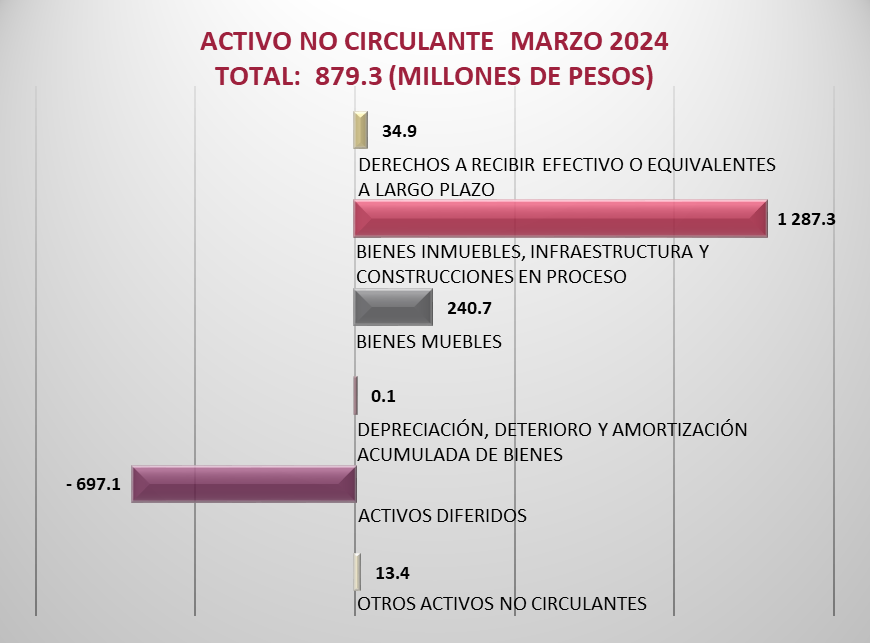 ACTIVO NO CIRCULANTE MARZO 2024
TOTAL: 879.3 (MILLONES DE PESOS)
34.9
DERECHOS A RECIBIR EFECTIVO O EQUIVALENTES
A LARGO PLAZO
1 287.3
BIENES INMUEBLES, INFRAESTRUCTURA Y
CONSTRUCCIONES EN PROCESO
240.7
BIENES MUEBLES
0.1
DEPRECIACIÓN, DETERIORO Y AMORTIZACIÓN
ACUMULADA DE BIENES
- 697.1
ACTIVOS DIFERIDOS
13.4
OTROS ACTIVOS NO CIRCULANTES